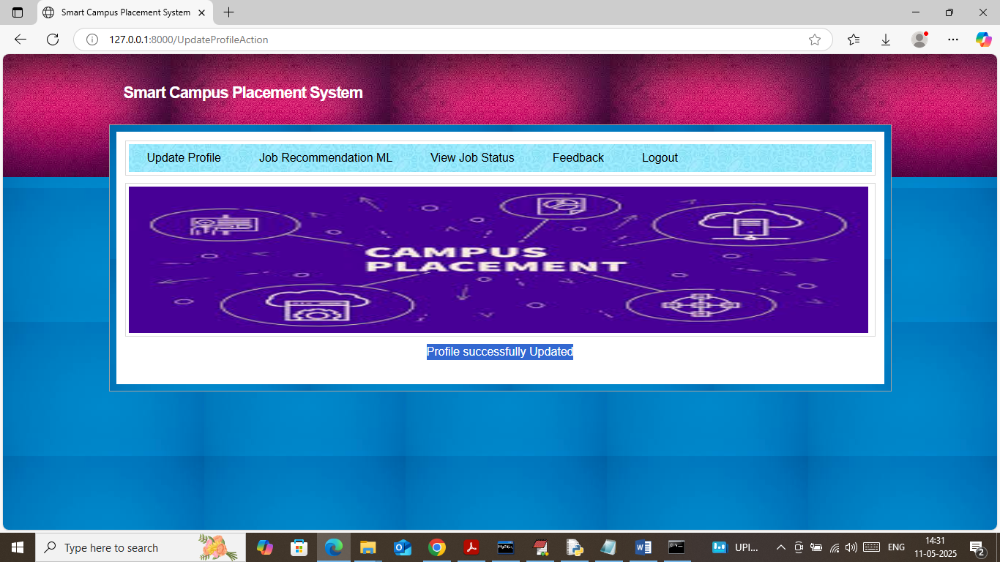 Smart Campus Placement System
127.0.0.1:8000/UpdateProfileAction
Smart Campus Placement System
Update Profile Job Recommendation ML View Job Status Feedback Logout
CAMPUS
PLACEMENT
Profile successfully Updated
Type here to search
UPI...
ENG
14:31
11-05-2025
2